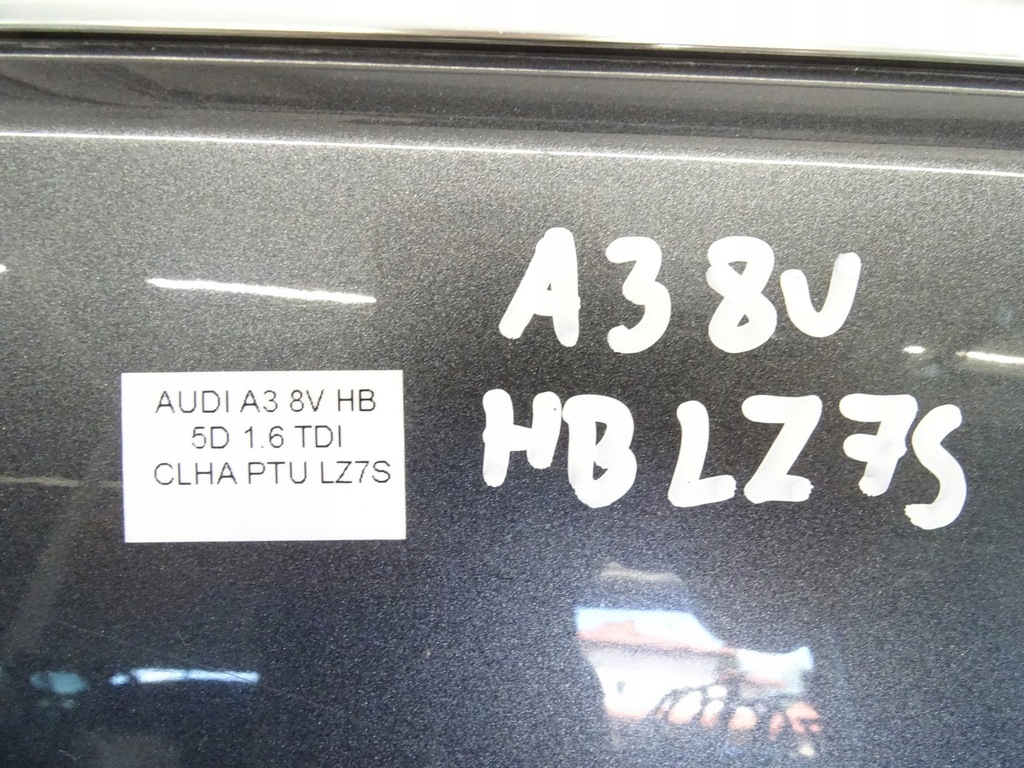 A3 8V
HB LZ7S
AUDI A3 8V HB
5D 1.6 TDI
CLHA PTU LZ7S